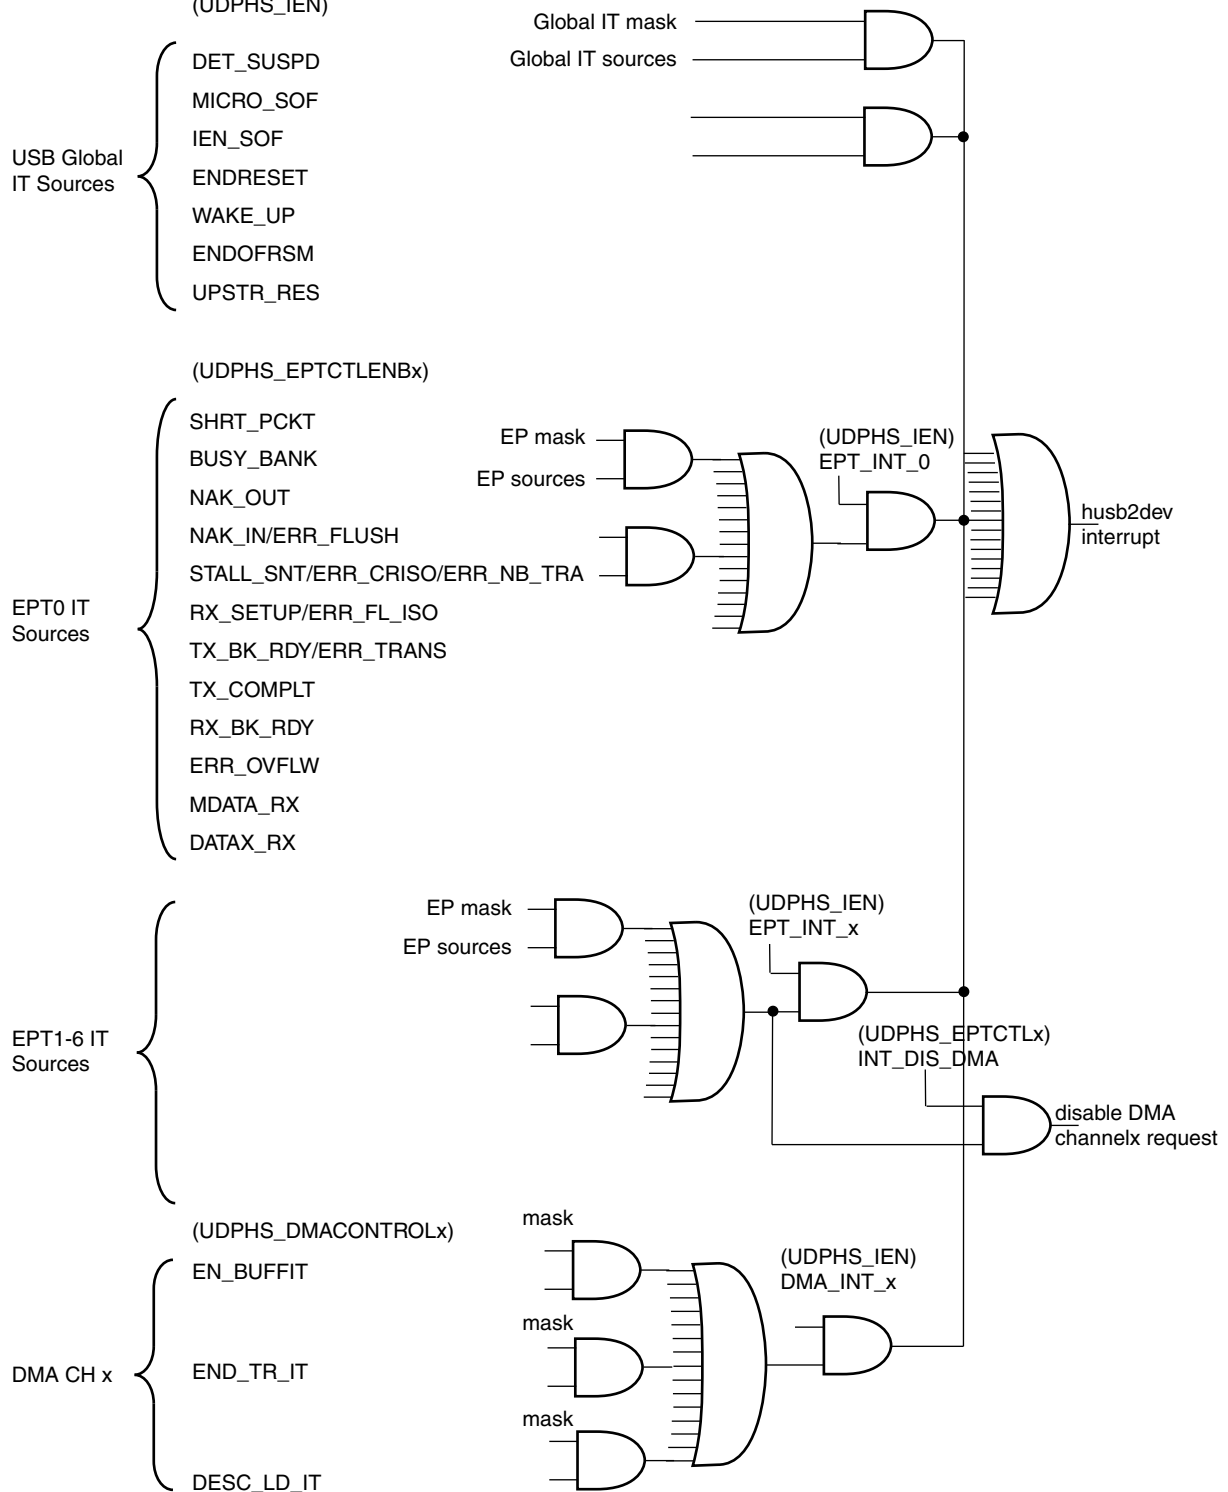 (UDPHS_IEN)
Global IT mask
Global IT sources
DET_SUSPD
MICRO_SOF
IEN_SOF
ENDRESET
WAKE_UP
ENDOFRSM
UPSTR_RES
USB Global
IT Sources
(UDPHS_EPTCTLENBx)
SHRT_PCKT
BUSY_BANK
NAK_OUT
NAK_IN/ERR_FLUSH
STALL_SNT/ERR_CRISO/ERR_NB_TRA
RX_SETUP/ERR_FL_ISO
TX_BK_RDY/ERR_TRANS
TX_COMPLT
RX_BK_RDY
ERR_OVFLW
MDATA_RX
DATAX_RX
EPT0 IT
Sources
EP mask
EP sources
(UDPHS_IEN)
EPT_INT_0
husb2dev
interrupt
EPT1-6 IT
Sources
EP mask
EP sources
(UDPHS_IEN)
EPT_INT_x
(UDPHS_EPTCTLx)
INT_DIS_DMA
disable DMA
channelx request
(UDPHS_DMACONTROLx)
EN_BUFFIT
END_TR_IT
DESC_LD_IT
DMA CH x
mask
mask
mask
(UDPHS_IEN)
DMA_INT_x